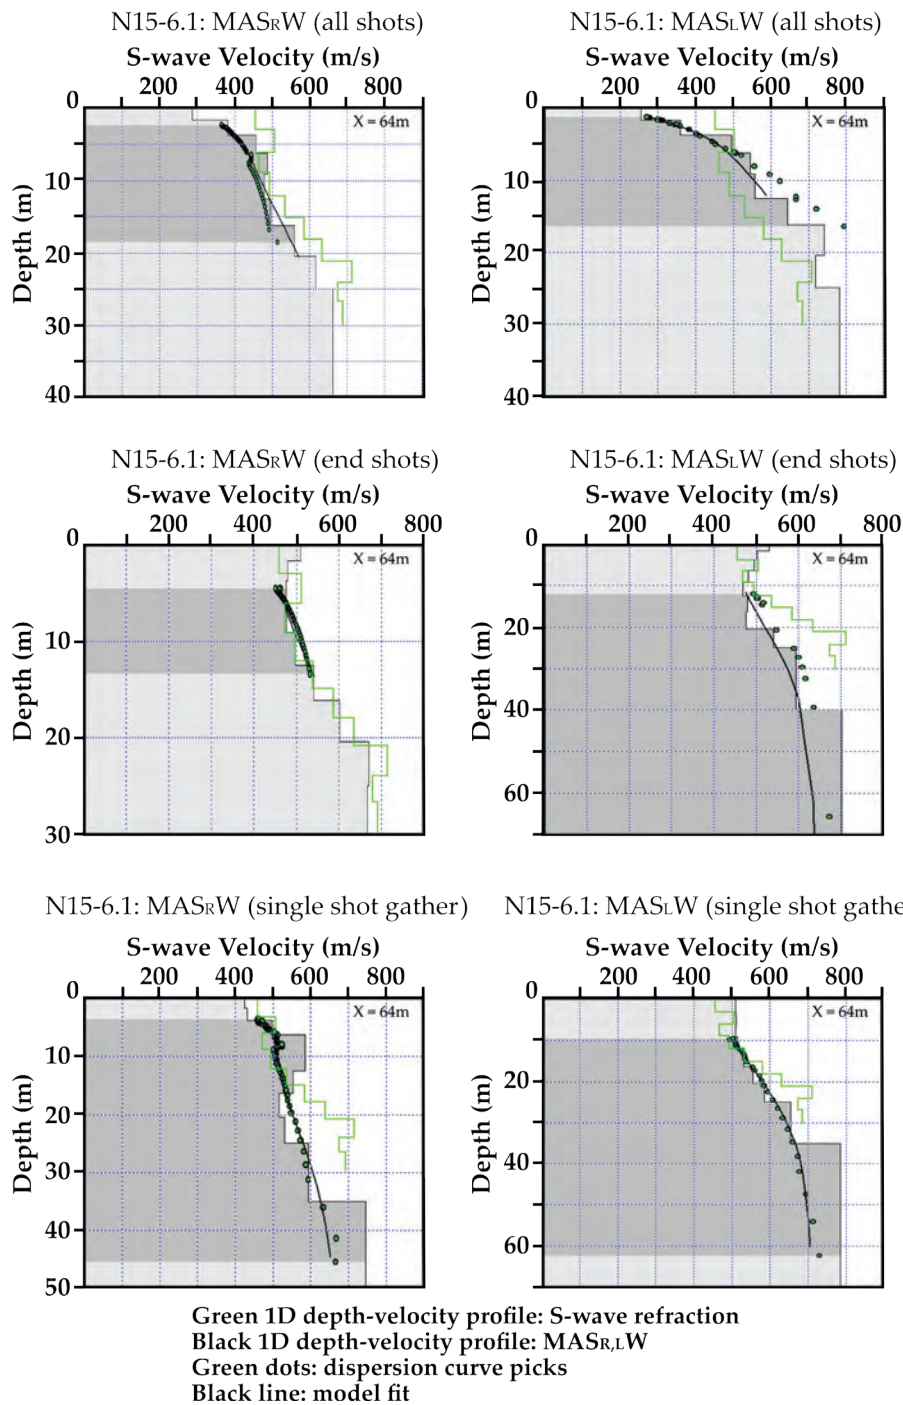 N15-6.1: MASRW (all shots)
S-wave Velocity (m/s)
0 200 400 600 800
X = 64m
Depth (m)
0
10
20
30
40
N15-6.1: MASLW (all shots)
S-wave Velocity (m/s)
0 200 400 600 800
X = 64m
Depth (m)
10
20
30
40
N15-6.1: MASRW (end shots)
S-wave Velocity (m/s)
0 200 400 600 800
X = 64m
Depth (m)
10
20
30
N15-6.1: MASLW (end shots)
S-wave Velocity (m/s)
0 200 400 600 800
X = 64m
Depth (m)
20
40
60
N15-6.1: MASRW (single shot gather)
S-wave Velocity (m/s)
0 200 400 600 800
X = 64m
Depth (m)
10
20
30
40
50
N15-6.1: MASLW (single shot gathe
S-wave Velocity (m/s)
0 200 400 600 800
X = 64m
Depth (m)
20
40
60
Green 1D depth-velocity profile: S-wave refraction
Black 1D depth-velocity profile: MASR,LW
Green dots: dispersion curve picks
Black line: model fit